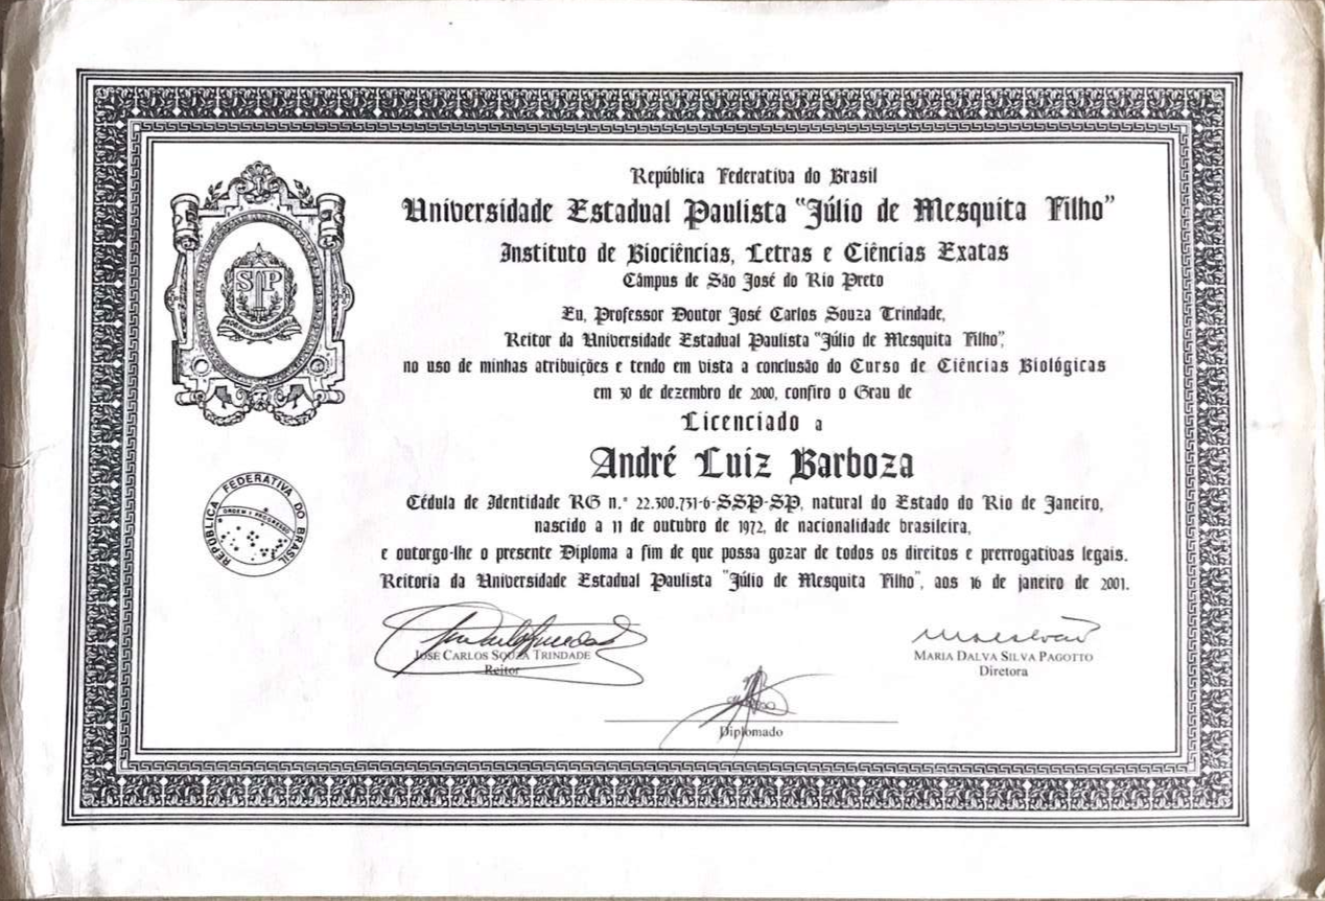 República Federativa do Brasil
Universidade Estadual Paulista "Júlio de Mesquita Filho"
Instituto de Biociências, Letras e Ciências Exatas
Câmpus de São José do Rio Preto
Eu, Professor Doutor José Carlos Souza Trindade,
Reitor da Universidade Estadual Paulista "Júlio de Mesquita Filho",
no uso de minhas atribuições e tendo em vista a conclusão do Curso de Ciências Biológicas
em 30 de dezembro de 2000, confiro o Grau de
Licenciado a
André Luiz Barboza
Cédula de Identidade RG n.º 22.300.731-6-SSP-SP, natural do Estado do Rio de Janeiro,
nascido a 11 de outubro de 1972, de nacionalidade brasileira,
e outorgo-lhe o presente Diploma a fim de que possa gozar de todos os direitos e prerrogativas legais.
Reitoria da Universidade Estadual Paulista "Júlio de Mesquita Filho", aos 16 de janeiro de 2001.
SP
REPÚBLICA FEDERATIVA DO BRASIL
ORDEM E PROGRESSO
JOSÉ CARLOS SOUZA TRINDADE
Reitor
MARIA DALVA SILVA PAGOTTO
Diretora
Diplomado